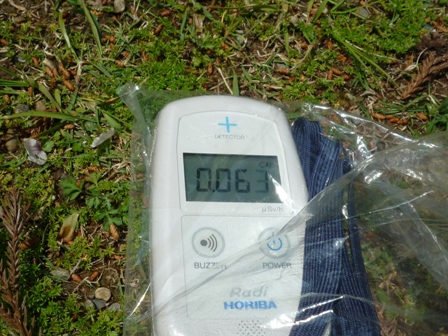 DETECTOR
0.063
μSv/h
BUZZER POWER
Radi
HORIBA